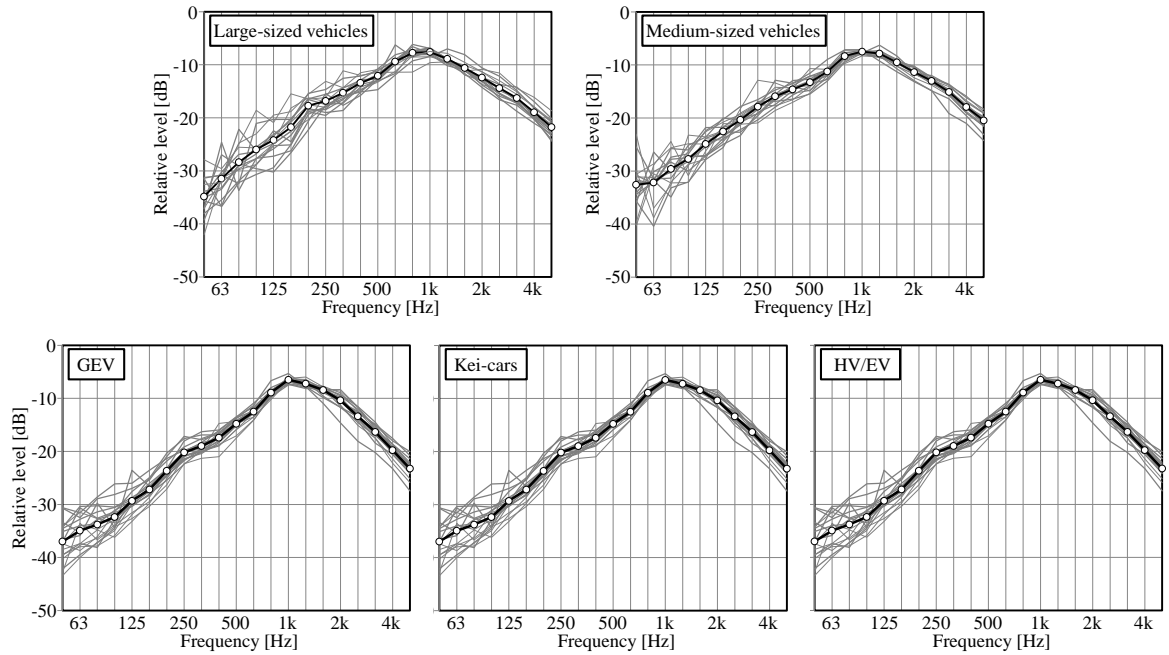 Large-sized vehicles
Relative level [dB]
0
-10
-20
-30
-40
-50
63 125 250 500 1k 2k 4k
Frequency [Hz]
Medium-sized vehicles
Relative level [dB]
0
-10
-20
-30
-40
-50
63 125 250 500 1k 2k 4k
Frequency [Hz]
GEV
Relative level [dB]
0
-10
-20
-30
-40
-50
63 125 250 500 1k 2k 4k
Frequency [Hz]
Kei-cars
63 125 250 500 1k 2k 4k
Frequency [Hz]
HV/EV
63 125 250 500 1k 2k 4k
Frequency [Hz]